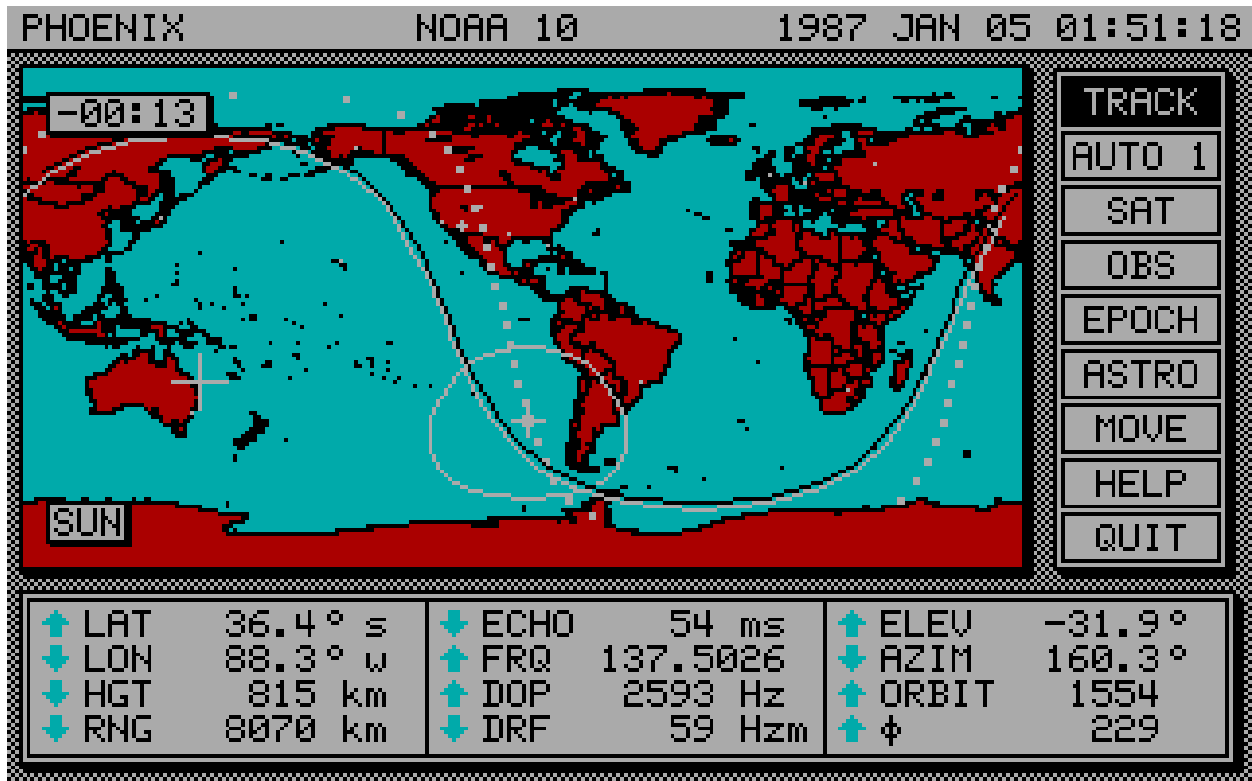 PHOENIX NOAA 10 1987 JAN 05 01:51:18
-00:13
SUN
TRACK
AUTO 1
SAT
OBS
EPOCH
ASTRO
MOVE
HELP
QUIT
LAT 36.4° s
LON 88.3° w
HGT 815 km
RNG 8070 km
ECHO 54 ms
FRQ 137.5026
DOP 2593 Hz
DRF 59 Hzm
ELEV -31.9°
AZIM 160.3°
ORBIT 1554
ϕ 229